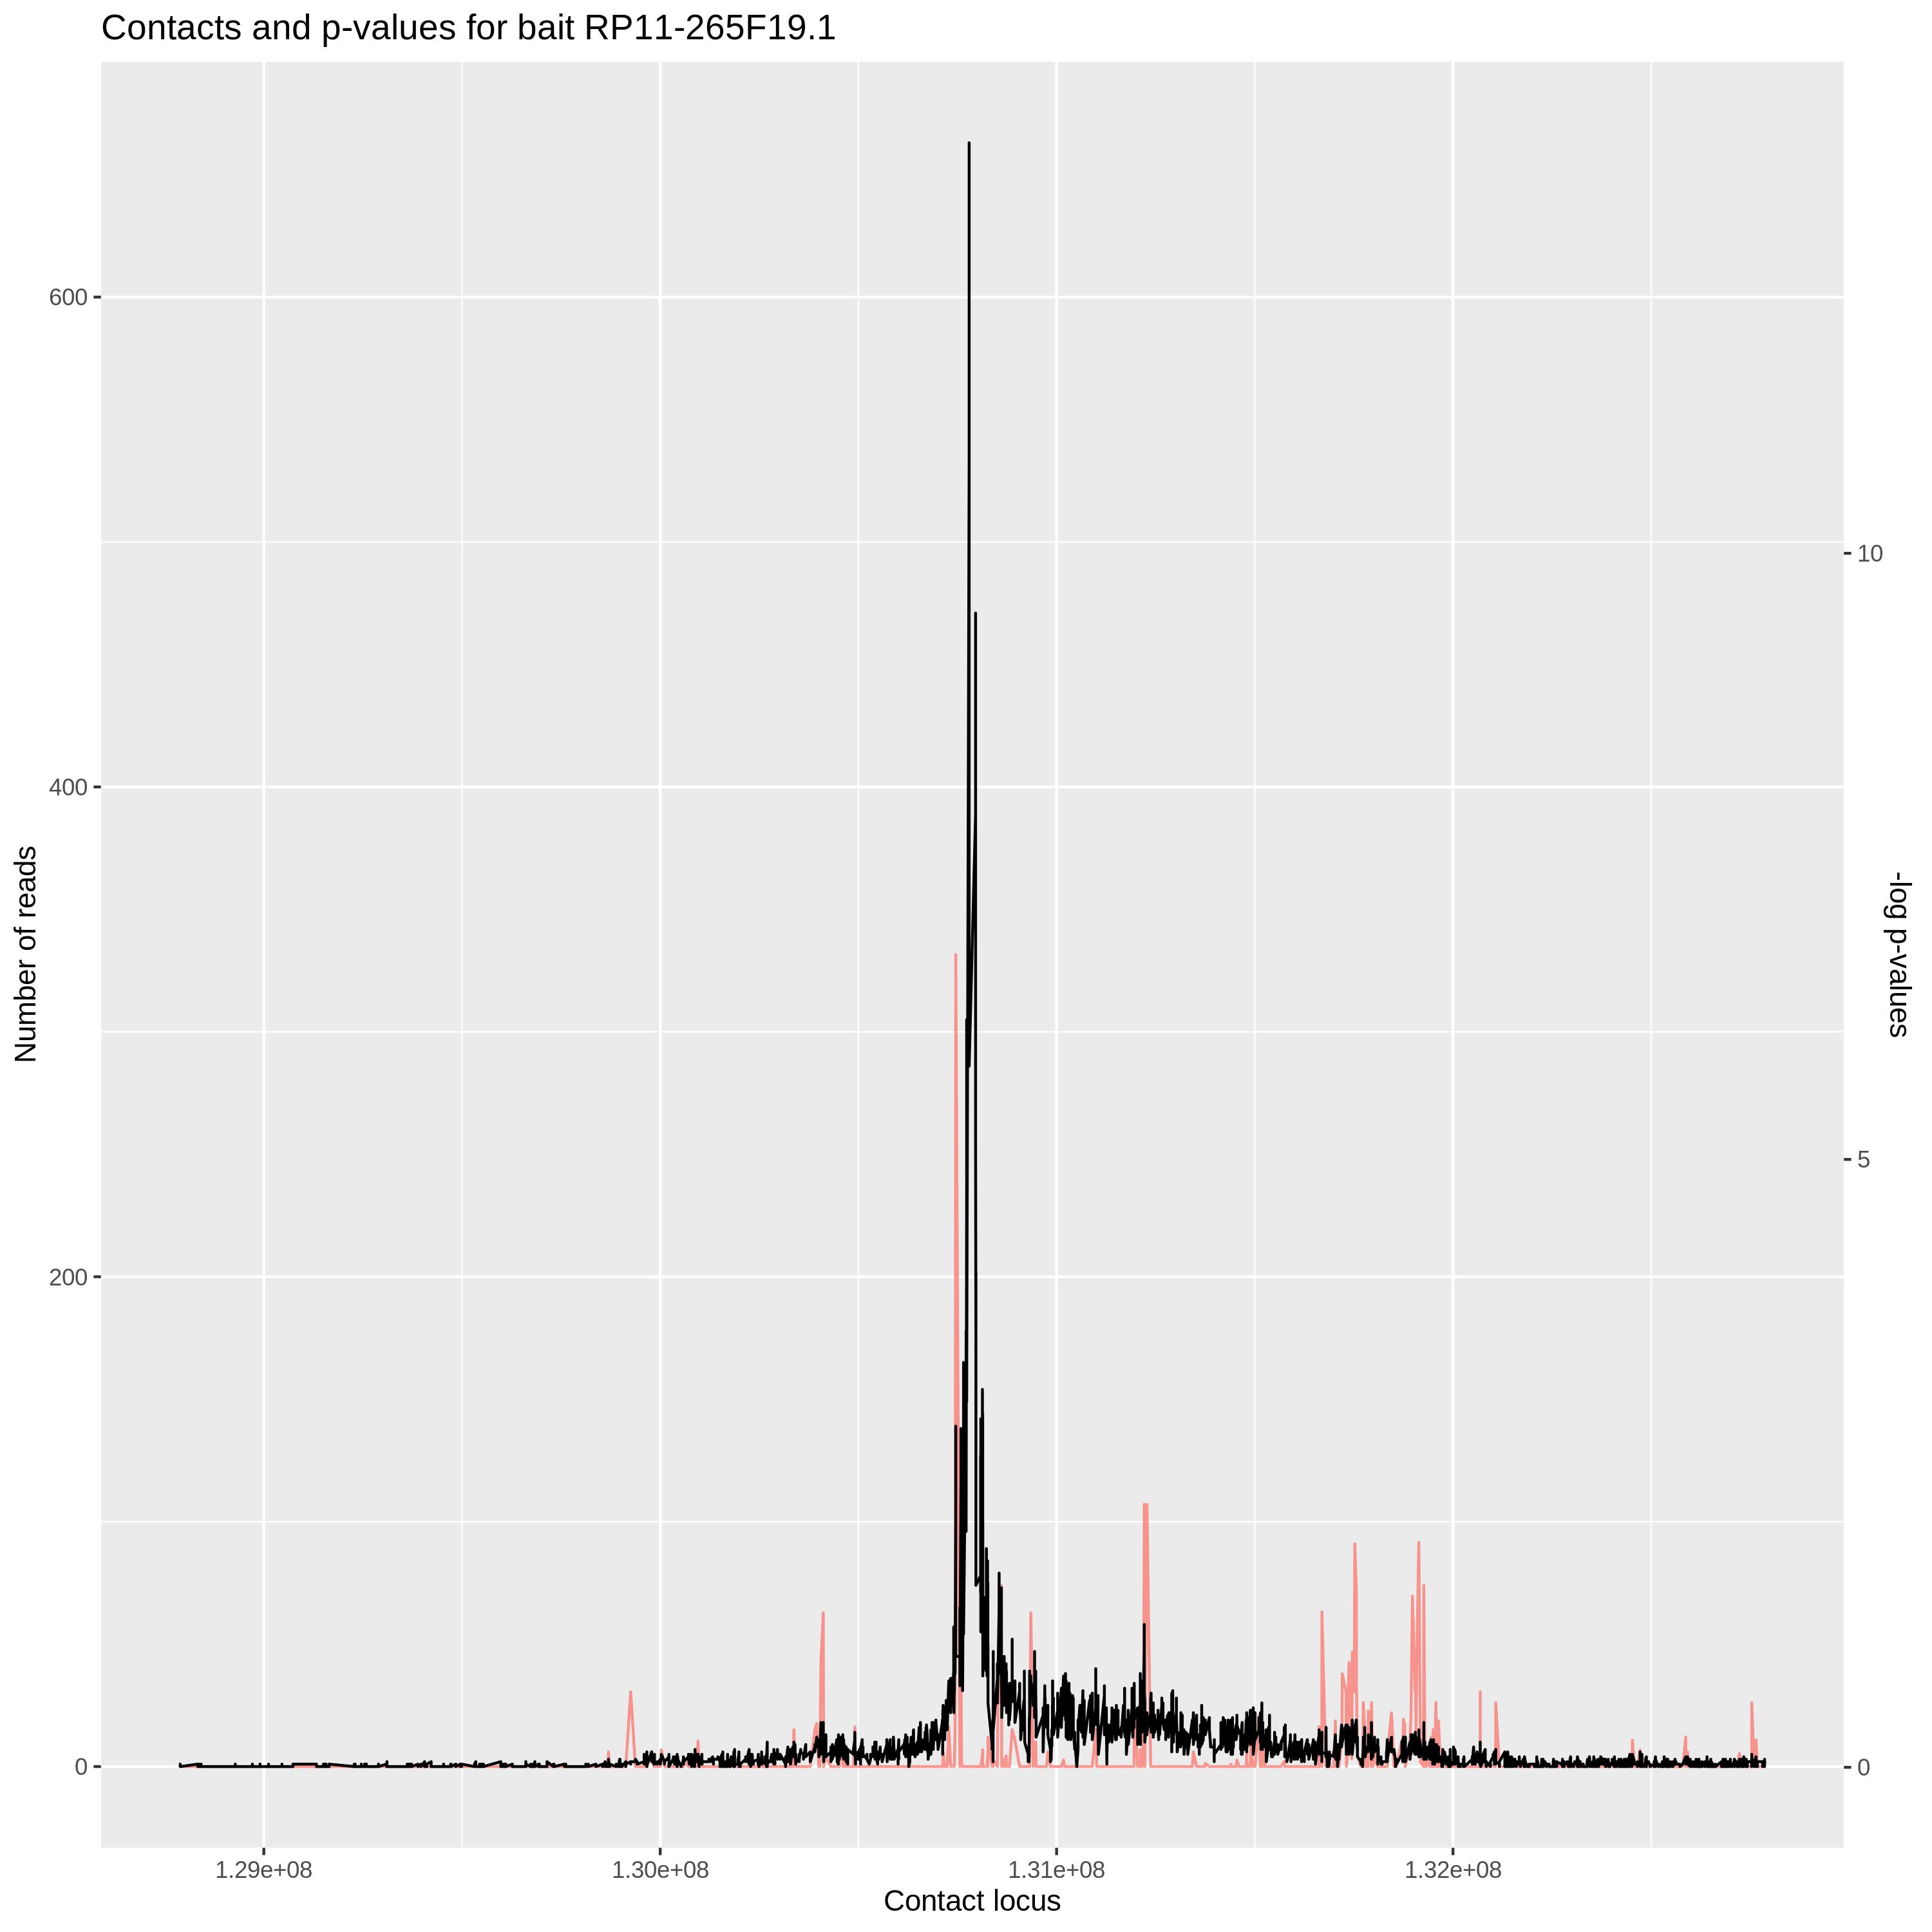 Contacts and p-values for bait RP11-265F19.1
Number of reads
600
400
200
0
10
5
0
-log p-values
1.29e+08 1.30e+08 1.31e+08 1.32e+08
Contact locus